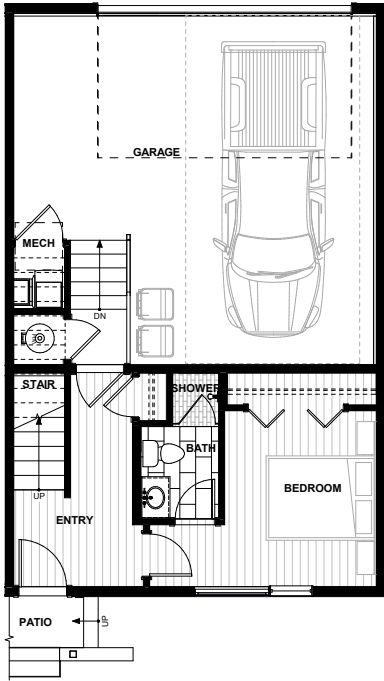 GARAGE
MECH
DN
STAIR
SHOWER
UP
BATH
BEDROOM
ENTRY
PATIO
UP